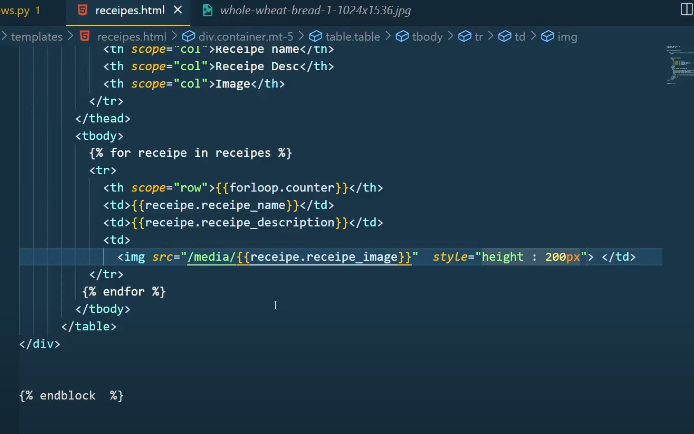 ws.py 1 receipes.html whole-wheat-bread-1-1024x1536.jpg
templates > receipes.html > div.container.mt-5 > table.table > tbody > tr > td > img
<th scope="col">Receipe name</th>
<th scope="col">Receipe Desc</th>
<th scope="col">Image</th>
</tr>
</thead>
<tbody>
{% for receipe in receipes %}
<tr>
<th scope="row">{{forloop.counter}}</th>
<td>{{receipe.receipe_name}}</td>
<td>{{receipe.receipe_description}}</td>
<td>
<img src="/media/{{receipe.receipe_image}}"  style="height : 200px"> </td>
</tr>
{% endfor %}
</tbody>
</table>
</div>
{% endblock  %}